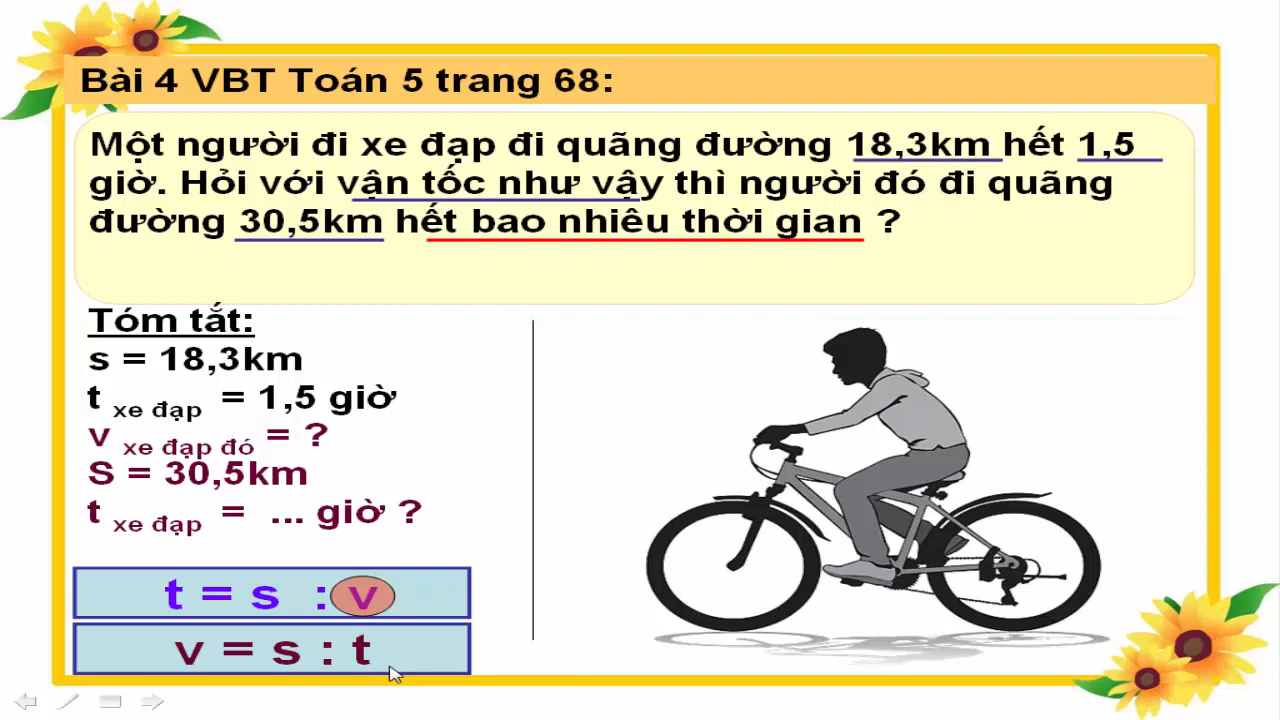 Bài 4 VBT Toán 5 trang 68:
Một người đi xe đạp đi quãng đường 18,3km hết 1,5
giờ. Hỏi với vận tốc như vậy thì người đó đi quãng
đường 30,5km hết bao nhiêu thời gian ?
Tóm tắt:
s = 18,3km
t xe đạp = 1,5 giờ
v xe đạp đó = ?
S = 30,5km
t xe đạp = ... giờ ?
t = s : v
v = s : t